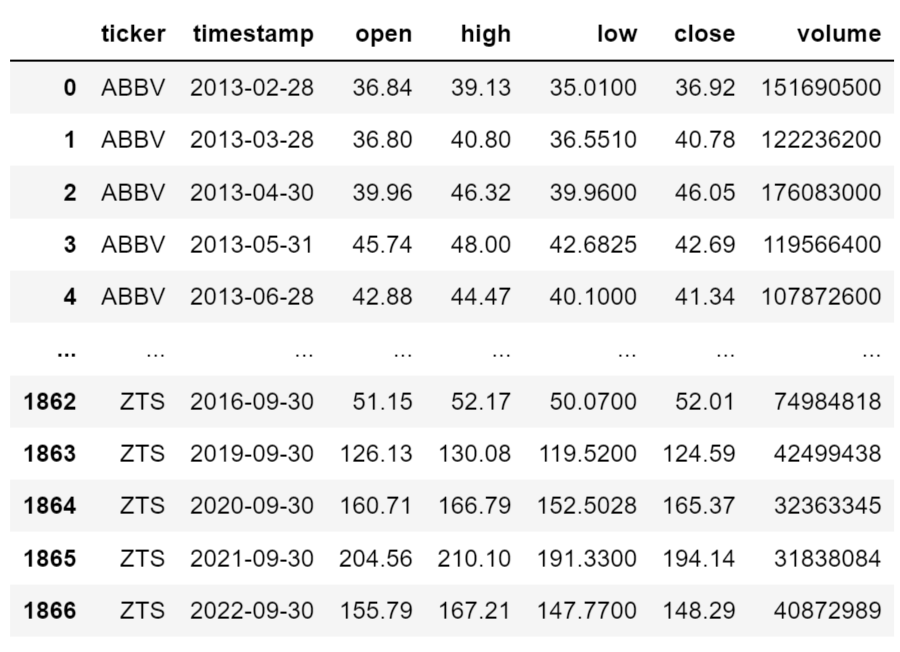 ticker timestamp open high low close volume
0 ABBV 2013-02-28 36.84 39.13 35.0100 36.92 151690500
1 ABBV 2013-03-28 36.80 40.80 36.5510 40.78 122236200
2 ABBV 2013-04-30 39.96 46.32 39.9600 46.05 176083000
3 ABBV 2013-05-31 45.74 48.00 42.6825 42.69 119566400
4 ABBV 2013-06-28 42.88 44.47 40.1000 41.34 107872600
... ... ... ... ... ... ... ...
1862 ZTS 2016-09-30 51.15 52.17 50.0700 52.01 74984818
1863 ZTS 2019-09-30 126.13 130.08 119.5200 124.59 42499438
1864 ZTS 2020-09-30 160.71 166.79 152.5028 165.37 32363345
1865 ZTS 2021-09-30 204.56 210.10 191.3300 194.14 31838084
1866 ZTS 2022-09-30 155.79 167.21 147.7700 148.29 40872989